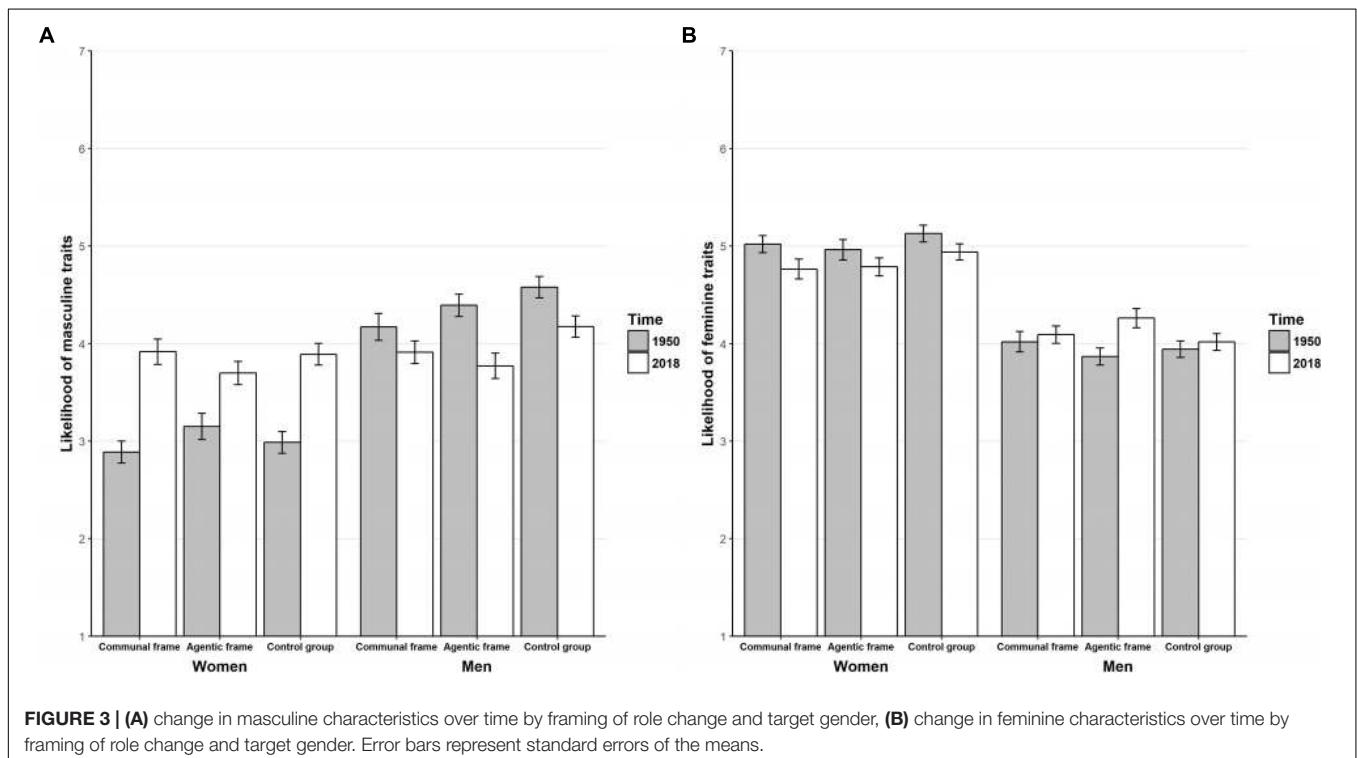 A
B
7
6
5
4
3
2
1
Likelihood of masculine traits
Communal frame Agentic frame Control group Communal frame Agentic frame Control group
Women Men
Time
1950
2018
7
6
5
4
3
2
1
Likelihood of feminine traits
Communal frame Agentic frame Control group Communal frame Agentic frame Control group
Women Men
Time
1950
2018
FIGURE 3 | (A) change in masculine characteristics over time by framing of role change and target gender, (B) change in feminine characteristics over time by
framing of role change and target gender. Error bars represent standard errors of the means.